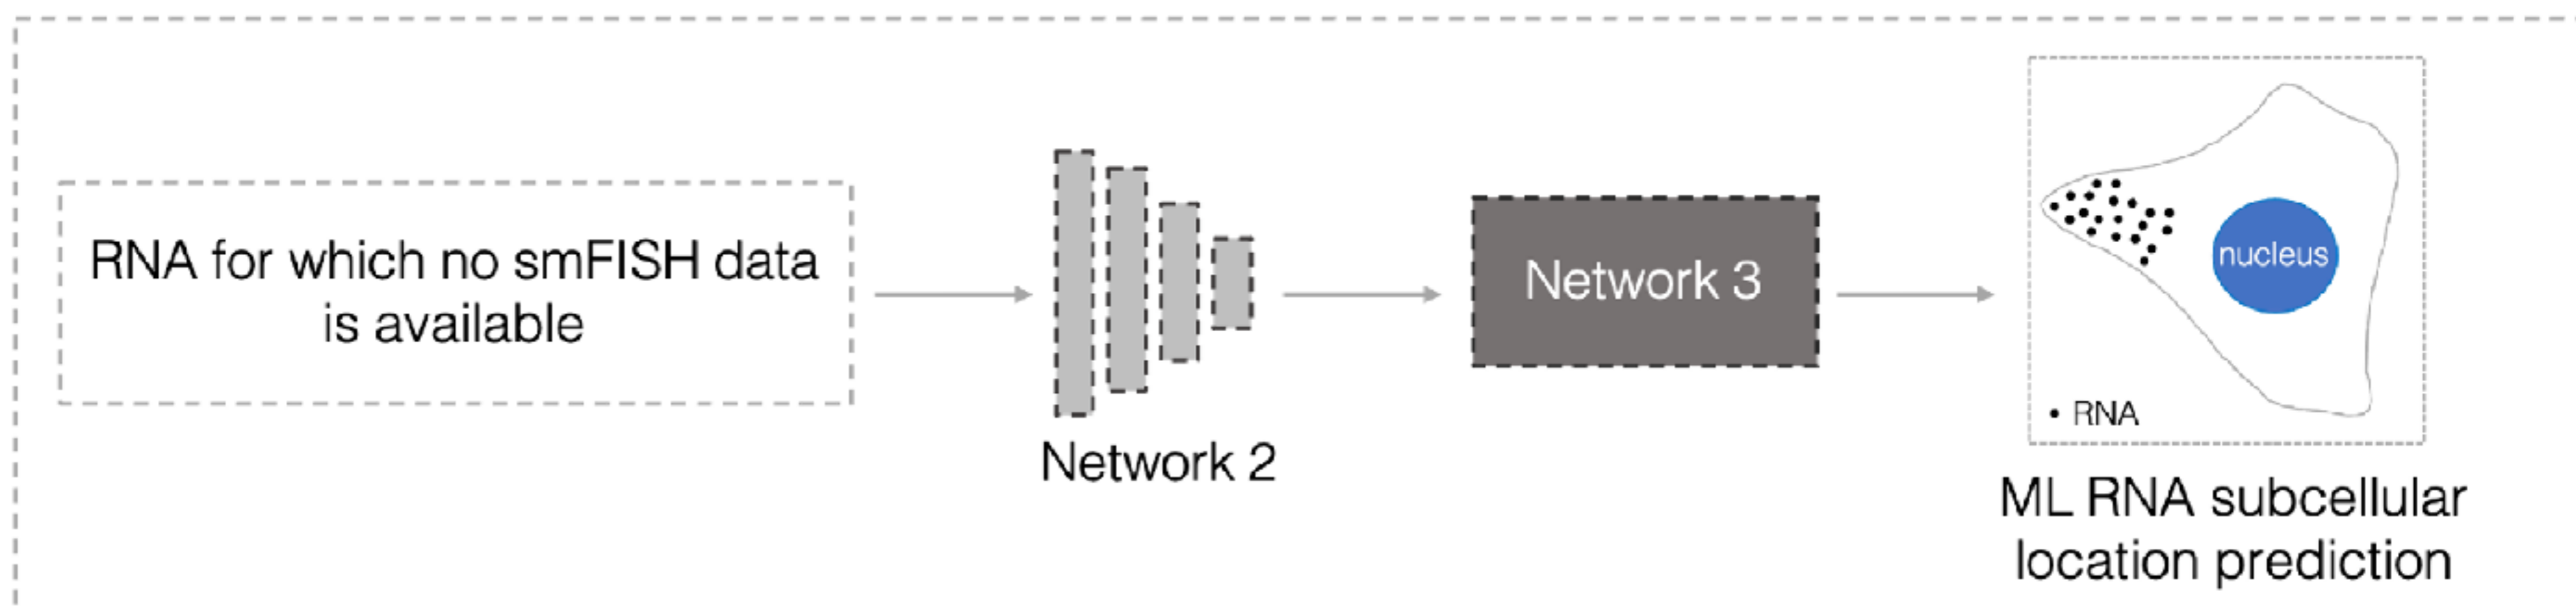 RNA for which no smFISH data
is available
Network 2
Network 3
nucleus
• RNA
ML RNA subcellular
location prediction